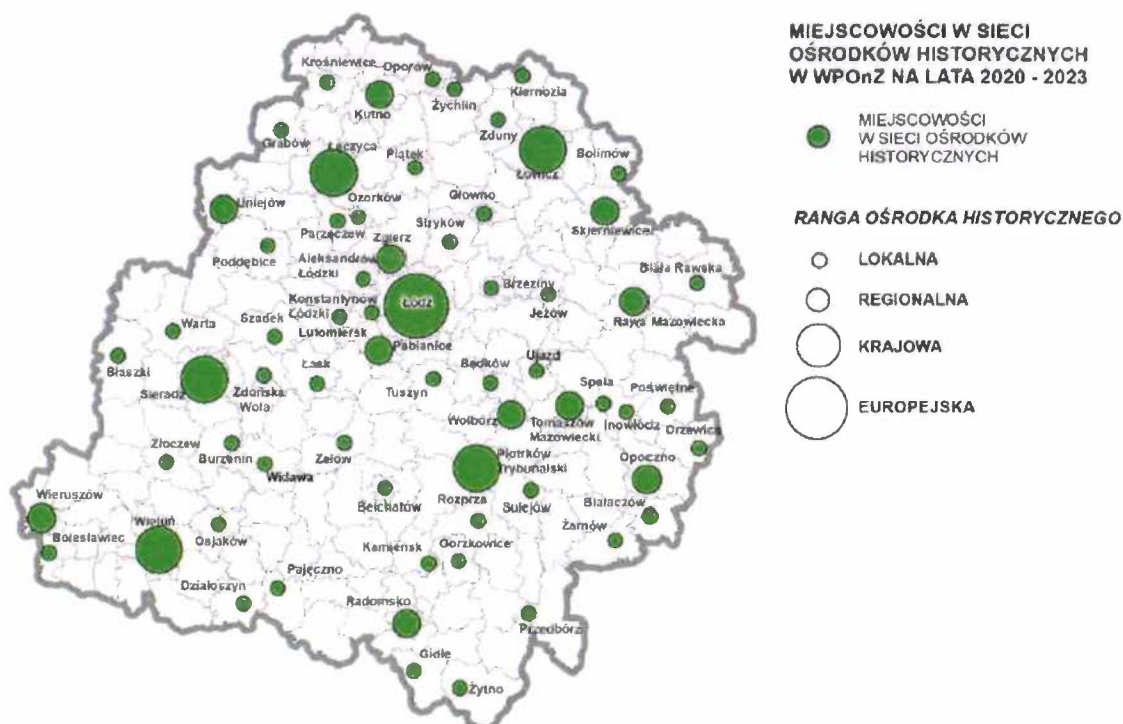 MIEJSCOWOŚCI W SIECI
OŚRODKÓW HISTORYCZNYCH
W WPOnZ NA LATA 2020 - 2023
MIEJSCOWOŚCI
W SIECI OŚRODKÓW
HISTORYCZNYCH
RANGA OŚRODKA HISTORYCZNEGO
LOKALNA
REGIONALNA
KRAJOWA
EUROPEJSKA
Krośniewice
Oporów
Żychlin
Kiernozia
Kutno
Zduny
Grabów
Łęczyca
Piątek
Łowicz
Bolimów
Uniejów
Ozorków
Głowno
Parzęczew
Stryków
Skierniewice
Zgierz
Poddębice
Aleksandrów
Łódzki
Biała Rawska
Brzeziny
Konstantynów
Łódzki
Łódź
Jeżów
Rawa Mazowiecka
Warta
Szadek
Lutomiersk
Pabianice
Błaszki
Sieradz
Zduńska
Wola
Łask
Tuszyn
Będków
Ujazd
Spała
Poświętne
Wolbórz
Tomaszów
Mazowiecki
Inowłódz
Drzewica
Złoczew
Burzenin
Widawa
Zelów
Piotrków
Trybunalski
Opoczno
Wieruszów
Bełchatów
Rozprza
Sulejów
Białaczów
Bolesławiec
Wieluń
Osjaków
Żarnów
Kamieńsk
Gorzkowice
Działoszyn
Pajęczno
Radomsko
Przedbórz
Gidle
Żytno